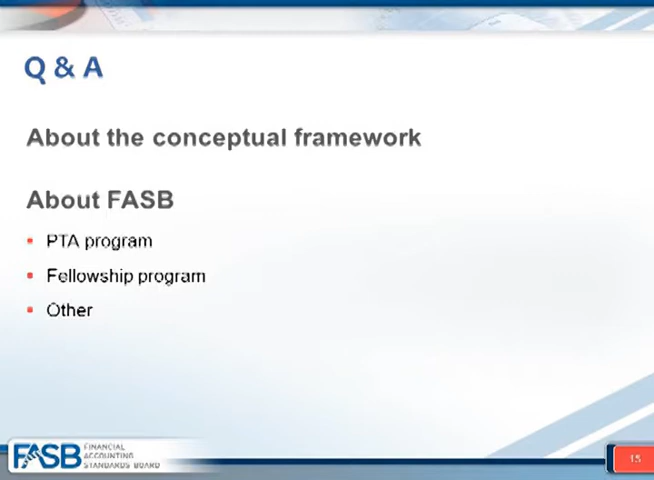 Q & A
About the conceptual framework
About FASB
PTA program
Fellowship program
Other
FASB
FINANCIAL
ACCOUNTING
STANDARDS BOARD
15